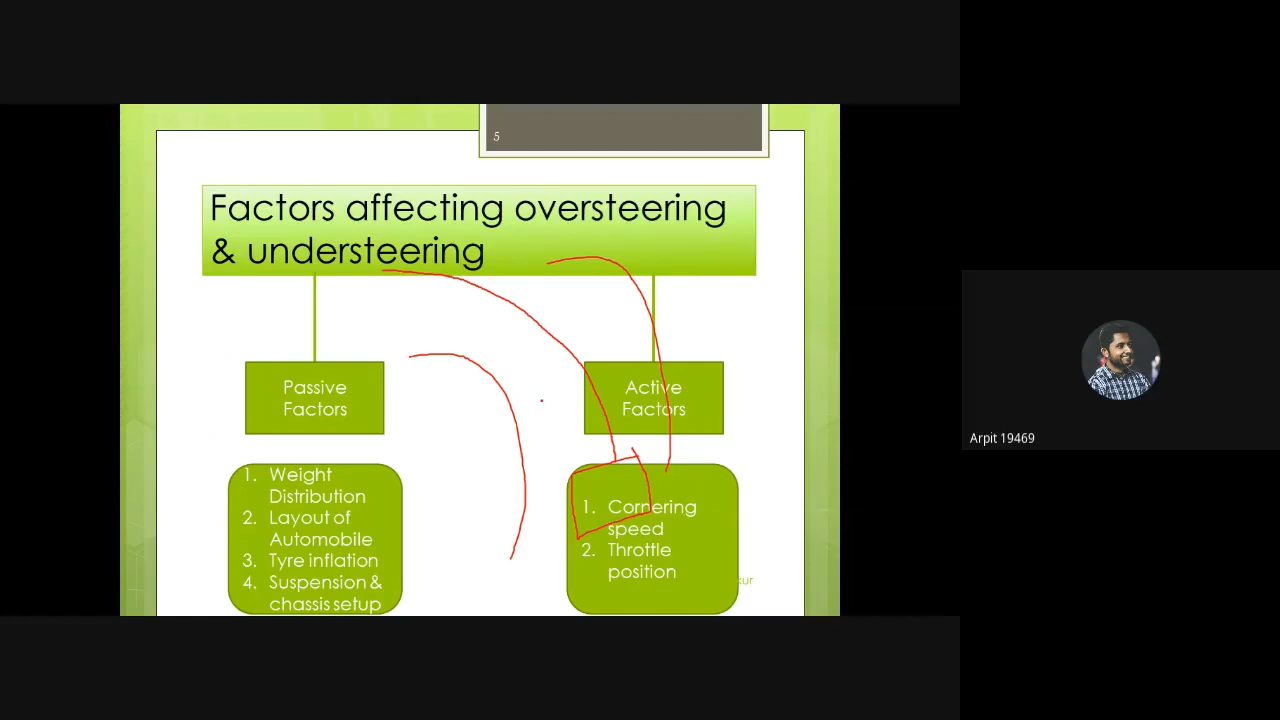 5
Factors affecting oversteering
& understeering
Passive
Factors
Active
Factors
1. Weight
Distribution
2. Layout of
Automobile
3. Tyre inflation
4. Suspension &
chassis setup
1. Cornering
speed
2. Throttle
position
kur
Arpit 19469